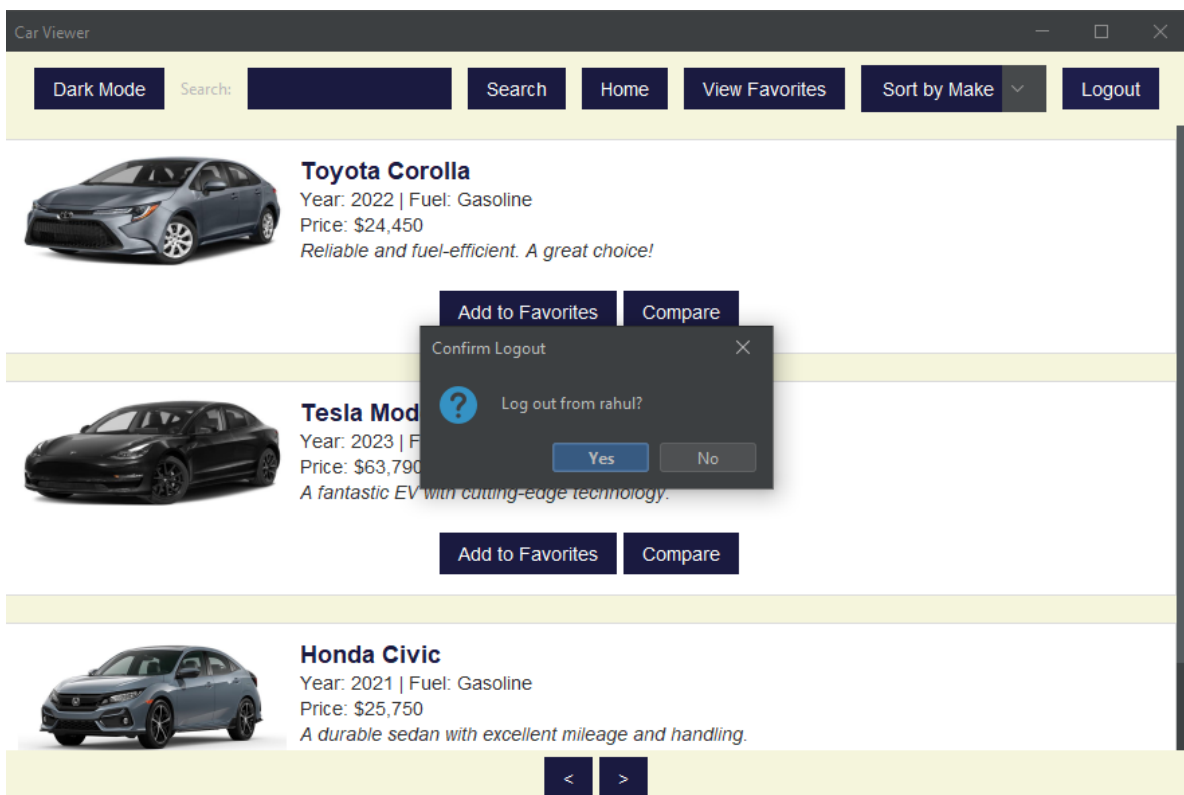 Car Viewer
Dark Mode Search: Search Home View Favorites Sort by Make Logout
Toyota Corolla
Year: 2022 | Fuel: Gasoline
Price: $24,450
Reliable and fuel-efficient. A great choice!
Add to Favorites Compare
Confirm Logout
Log out from rahul?
Yes No
Tesla Mod
Year: 2023 | F
Price: $63,790
A fantastic EV with cutting-edge technology.
Add to Favorites Compare
Honda Civic
Year: 2021 | Fuel: Gasoline
Price: $25,750
A durable sedan with excellent mileage and handling.
< >